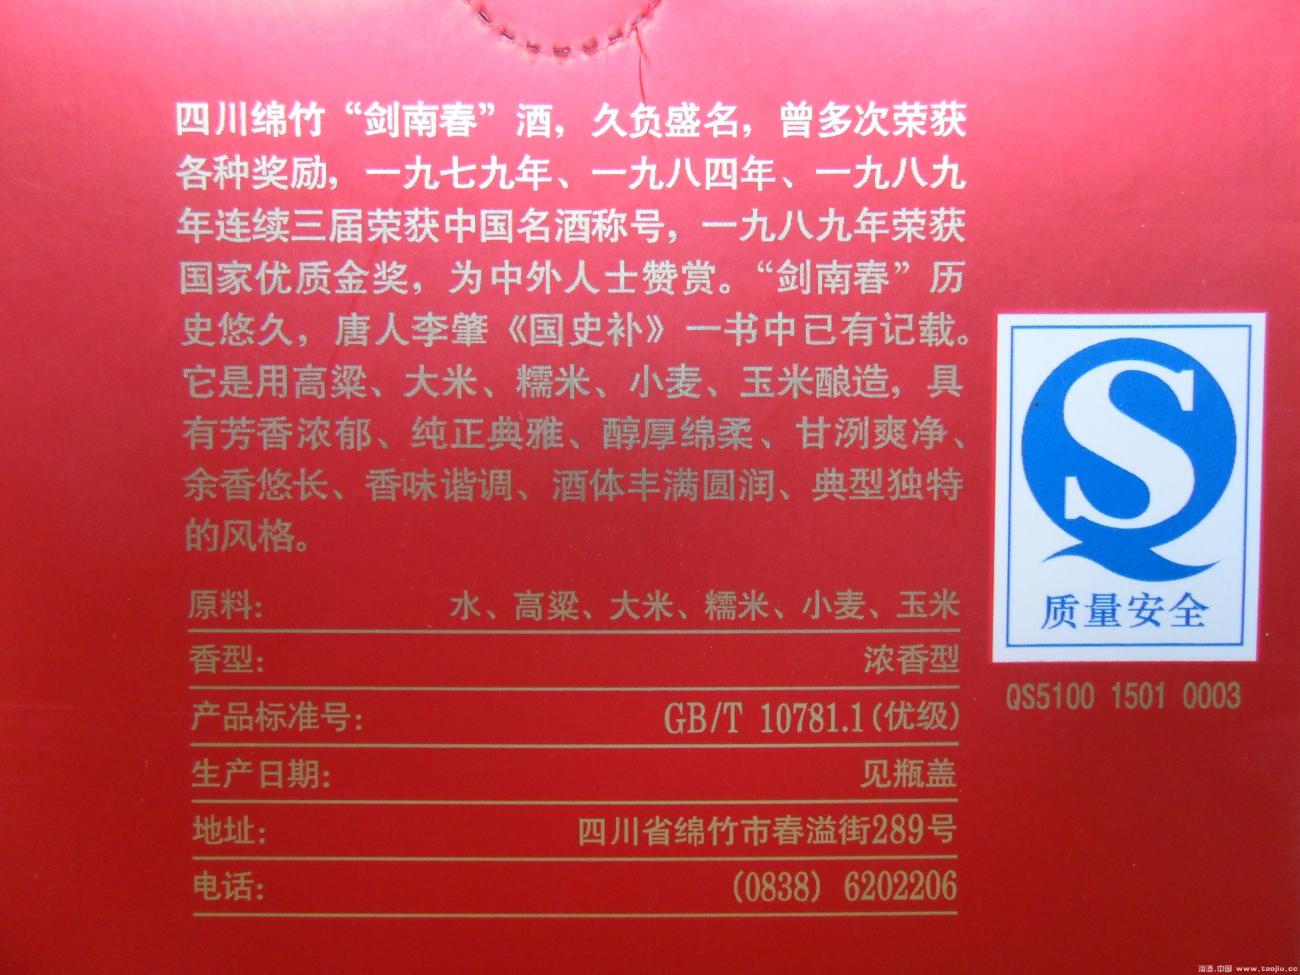 四川绵竹“剑南春”酒，久负盛名，曾多次荣获
各种奖励，一九七九年、一九八四年、一九八九
年连续三届荣获中国名酒称号，一九八九年荣获
国家优质金奖，为中外人士赞赏。“剑南春”历
史悠久，唐人李肇《国史补》一书中已有记载。
它是用高粱、大米、糯米、小麦、玉米酿造，具
有芳香浓郁、纯正典雅、醇厚绵柔、甘洌爽净、
余香悠长、香味谐调、酒体丰满圆润、典型独特
的风格。
原料： 水、高粱、大米、糯米、小麦、玉米
香型： 浓香型
产品标准号： GB/T 10781.1(优级)
生产日期： 见瓶盖
地址： 四川省绵竹市春溢街289号
电话： (0838) 6202206
质量安全
QS5100 1501 0003
淘酒.中国 www.taojiu.cc